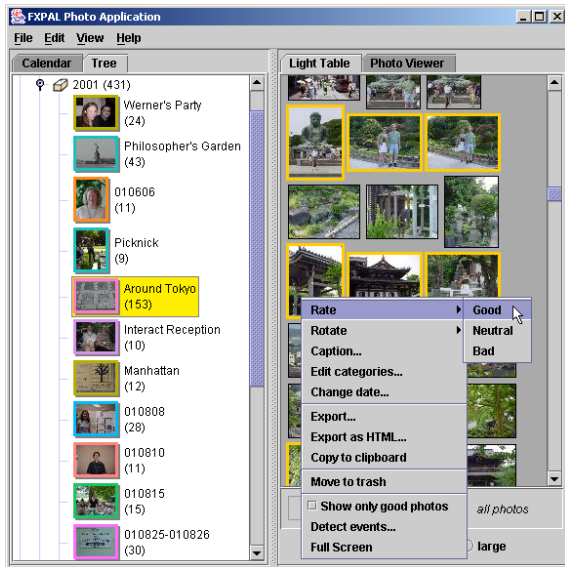 FXPAL Photo Application
File Edit View Help
Calendar Tree
2001 (431)
Werner's Party
(24)
Philosopher's Garden
(43)
010606
(11)
Picknick
(9)
Around Tokyo
(153)
Interact Reception
(10)
Manhattan
(12)
010808
(28)
010810
(11)
010815
(15)
010825-010826
(30)
Light Table Photo Viewer
Rate
Rotate
Caption...
Edit categories...
Change date...
Export...
Export as HTML...
Copy to clipboard
Move to trash
Show only good photos
Detect events...
Full Screen
Good
Neutral
Bad
all photos
large